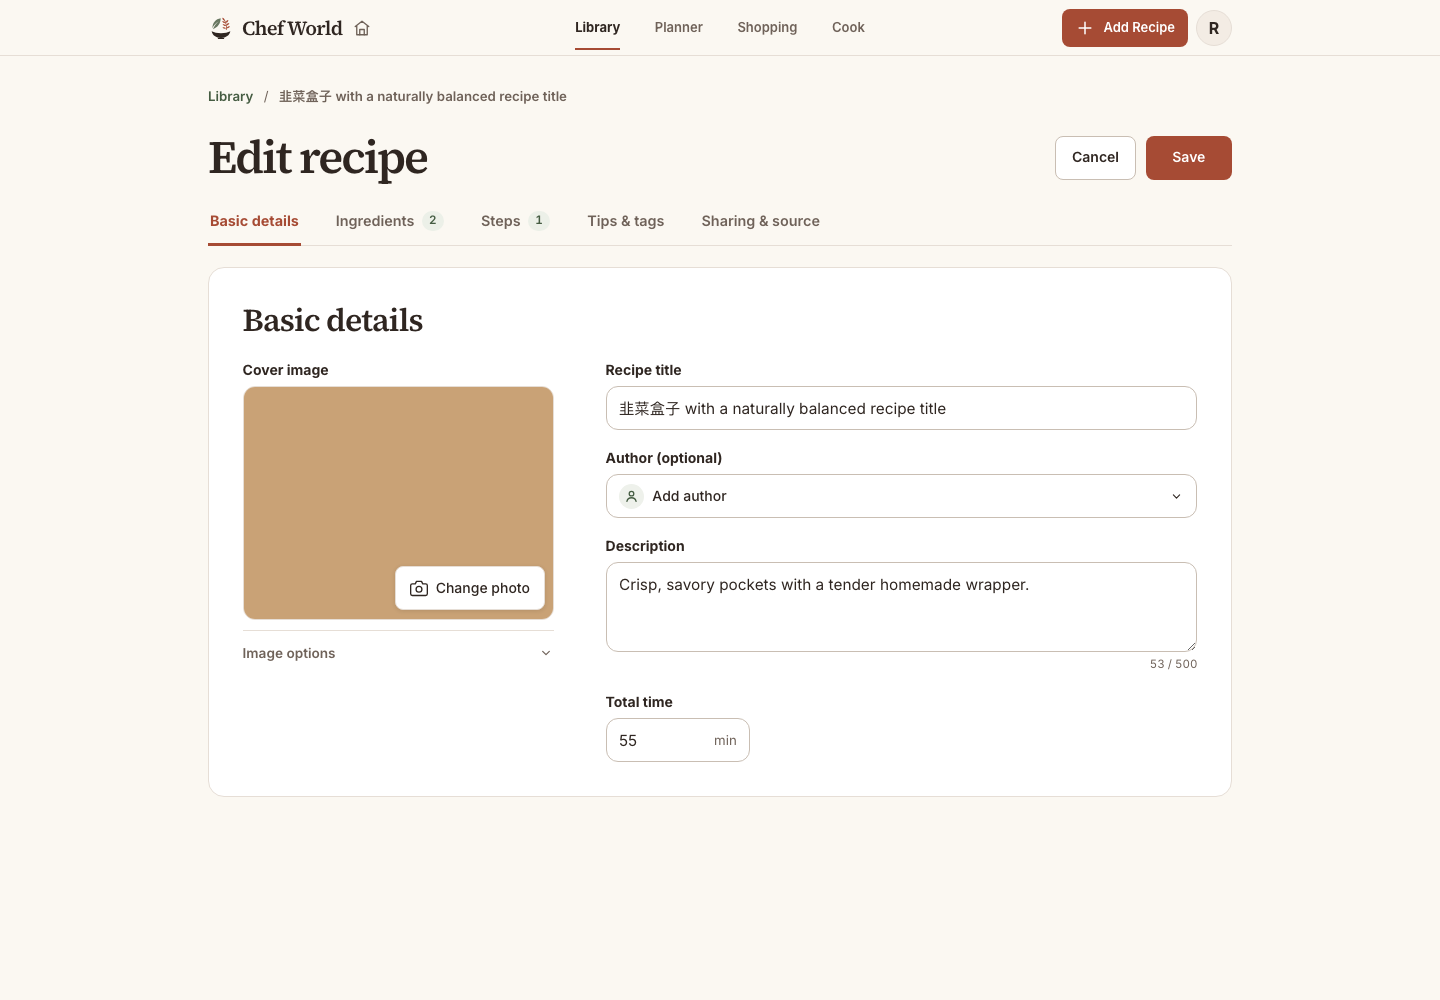 Chef World
Library
Planner
Shopping
Cook
Add Recipe
R
Library / 韭菜盒子 with a naturally balanced recipe title
Edit recipe
Cancel
Save
Basic details
Ingredients 2
Steps 1
Tips & tags
Sharing & source
Basic details
Cover image
Change photo
Image options
Recipe title
韭菜盒子 with a naturally balanced recipe title
Author (optional)
Add author
Description
Crisp, savory pockets with a tender homemade wrapper.
53 / 500
Total time
55 min